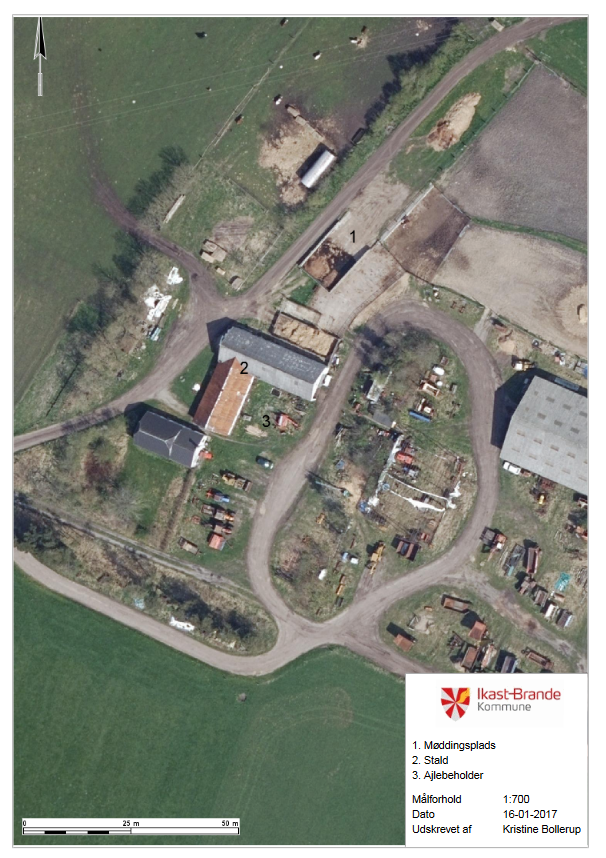 1
2
3
Ikast-Brande
Kommune
1. Møddingsplads
2. Stald
3. Ajlebeholder
Målforhold 1:700
Dato 16-01-2017
Udskrevet af Kristine Bollerup
25 m 50 m